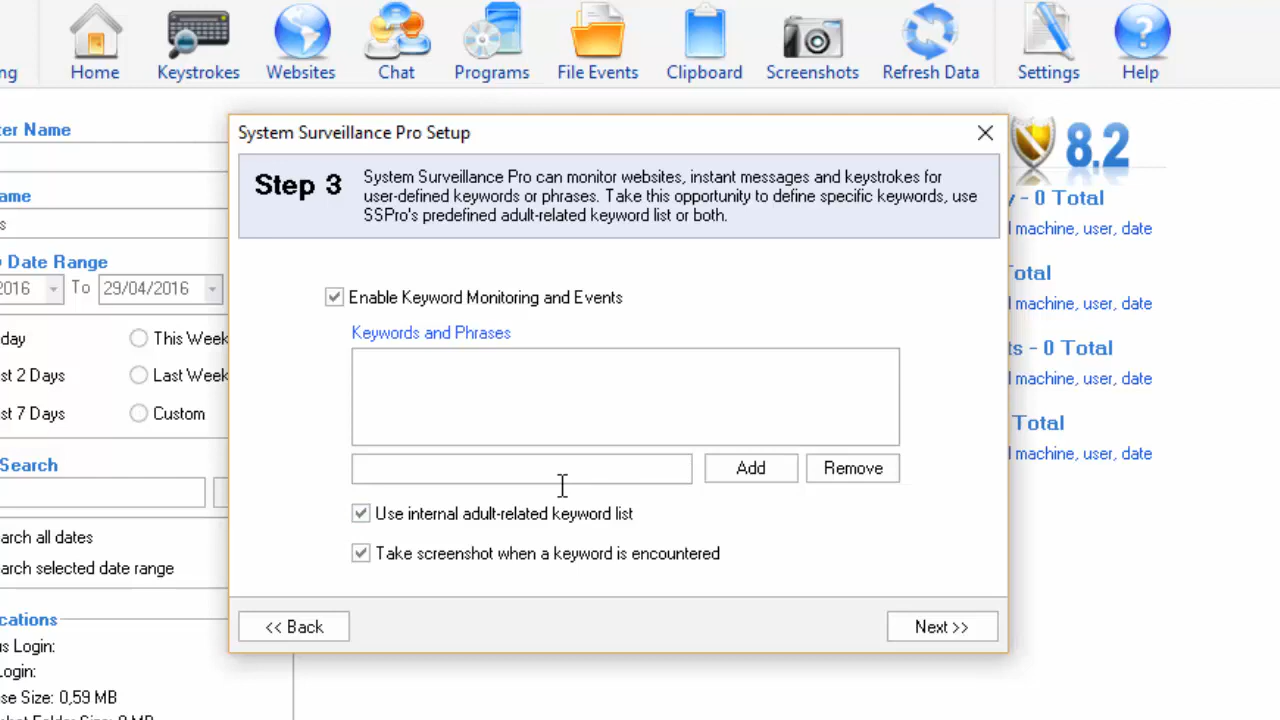 ng
Home
Keystrokes
Websites
Chat
Programs
File Events
Clipboard
Screenshots
Refresh Data
Settings
Help
ter Name
ame
s
Date Range
2016
To
29/04/2016
day
This Week
st 2 Days
Last Week
st 7 Days
Custom
Search
arch all dates
arch selected date range
cations
s Login:
ogin:
se Size: 0,59 MB
System Surveillance Pro Setup
Step 3
System Surveillance Pro can monitor websites, instant messages and keystrokes for
user-defined keywords or phrases. Take this opportunity to define specific keywords, use
SSPro's predefined adult-related keyword list or both.
Enable Keyword Monitoring and Events
Keywords and Phrases
Add
Remove
Use internal adult-related keyword list
Take screenshot when a keyword is encountered
<< Back
Next >>
8.2
y - 0 Total
machine, user, date
Total
machine, user, date
ts - 0 Total
machine, user, date
Total
machine, user, date